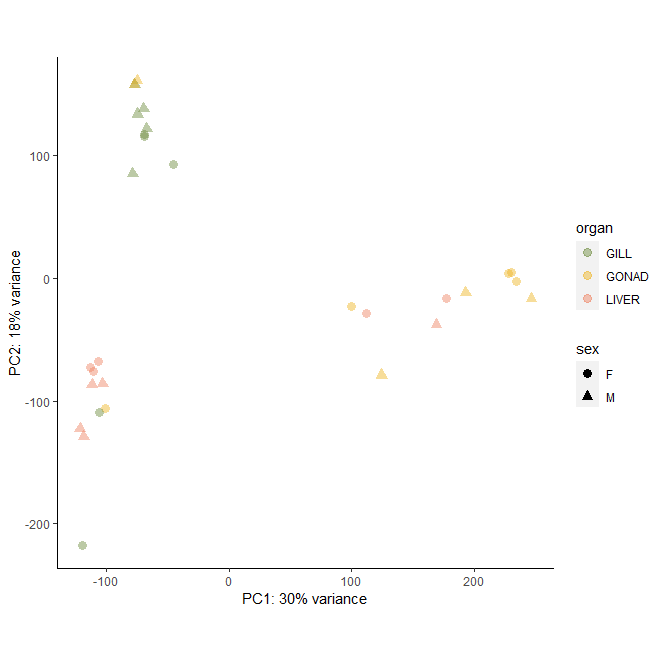 100
0
-100
-200
PC2: 18% variance
-100
0
100
200
PC1: 30% variance
organ
GILL
GONAD
LIVER
sex
F
M